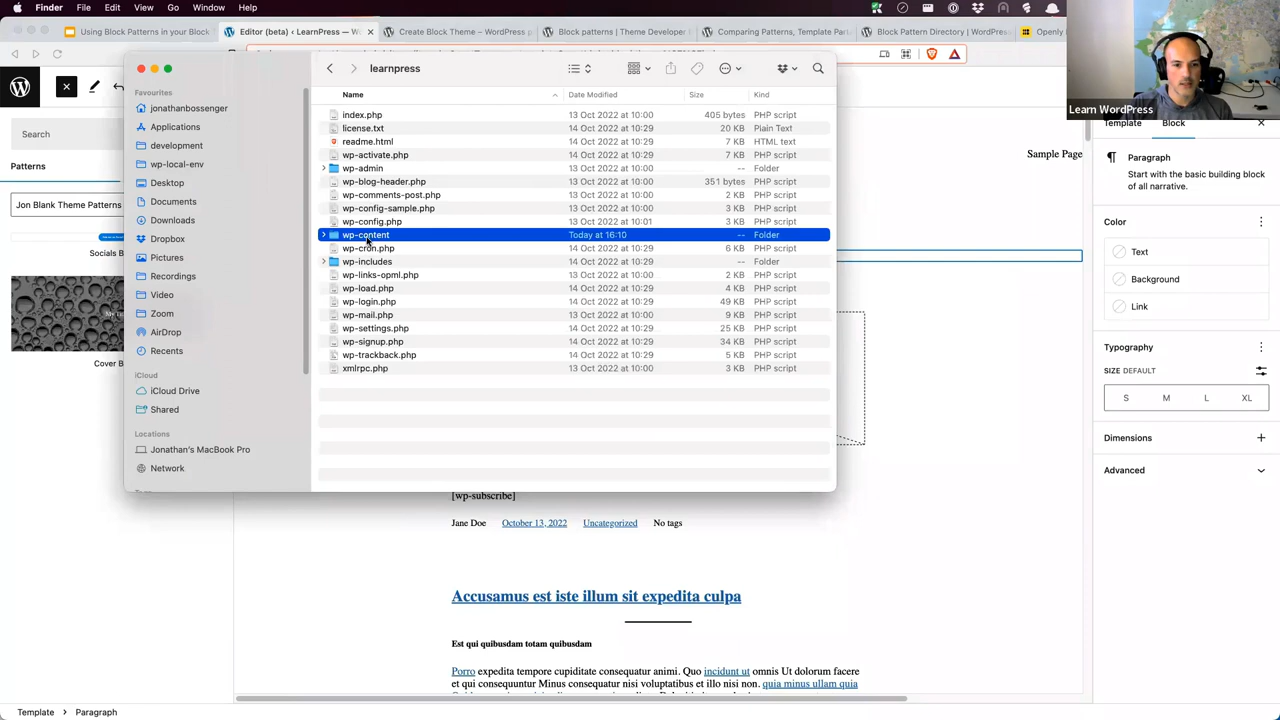 Finder File Edit View Go Window Help
Using Block Patterns in your Block
Editor (beta) ‹ LearnPress — Wo
Create Block Theme – WordPress p
Block patterns | Theme Developer
Comparing Patterns, Template Part
Block Pattern Directory | WordPress
Openly
Learn WordPress
Search
Patterns
Jon Blank Theme Patterns
Socials B
Cover B
learnpress
Favourites
jonathanbossenger
Applications
development
wp-local-env
Desktop
Documents
Downloads
Dropbox
Pictures
Recordings
Video
Zoom
AirDrop
Recents
iCloud
iCloud Drive
Shared
Locations
Jonathan's MacBook Pro
Network
Name Date Modified Size Kind
index.php 13 Oct 2022 at 10:00 405 bytes PHP script
license.txt 14 Oct 2022 at 10:29 20 KB Plain Text
readme.html 14 Oct 2022 at 10:29 7 KB HTML text
wp-activate.php 14 Oct 2022 at 10:29 7 KB PHP script
wp-admin 13 Oct 2022 at 10:00 -- Folder
wp-blog-header.php 13 Oct 2022 at 10:00 351 bytes PHP script
wp-comments-post.php 13 Oct 2022 at 10:00 2 KB PHP script
wp-config-sample.php 13 Oct 2022 at 10:00 3 KB PHP script
wp-config.php 13 Oct 2022 at 10:01 3 KB PHP script
wp-content Today at 16:10 -- Folder
wp-cron.php 14 Oct 2022 at 10:29 6 KB PHP script
wp-includes 14 Oct 2022 at 10:29 -- Folder
wp-links-opml.php 13 Oct 2022 at 10:00 2 KB PHP script
wp-load.php 14 Oct 2022 at 10:29 4 KB PHP script
wp-login.php 14 Oct 2022 at 10:29 49 KB PHP script
wp-mail.php 14 Oct 2022 at 10:29 9 KB PHP script
wp-settings.php 14 Oct 2022 at 10:29 25 KB PHP script
wp-signup.php 14 Oct 2022 at 10:29 34 KB PHP script
wp-trackback.php 14 Oct 2022 at 10:29 5 KB PHP script
xmlrpc.php 13 Oct 2022 at 10:00 3 KB PHP script
Sample Page
[wp-subscribe]
Jane Doe October 13, 2022 Uncategorized No tags
Accusamus est iste illum sit expedita culpa
Est qui quibusdam totam quibusdam
Porro expedita tempore cupiditate consequatur animi. Quo incidunt ut omnis Ut dolorum facere
et qui consequuntur Minus consequatur nisi voluptatibus et illo nisi non. quia minus ullam quia
Template Block
Paragraph
Start with the basic building block
of all narrative.
Color
Text
Background
Link
Typography
SIZE DEFAULT
S M L XL
Dimensions
Advanced
Template > Paragraph